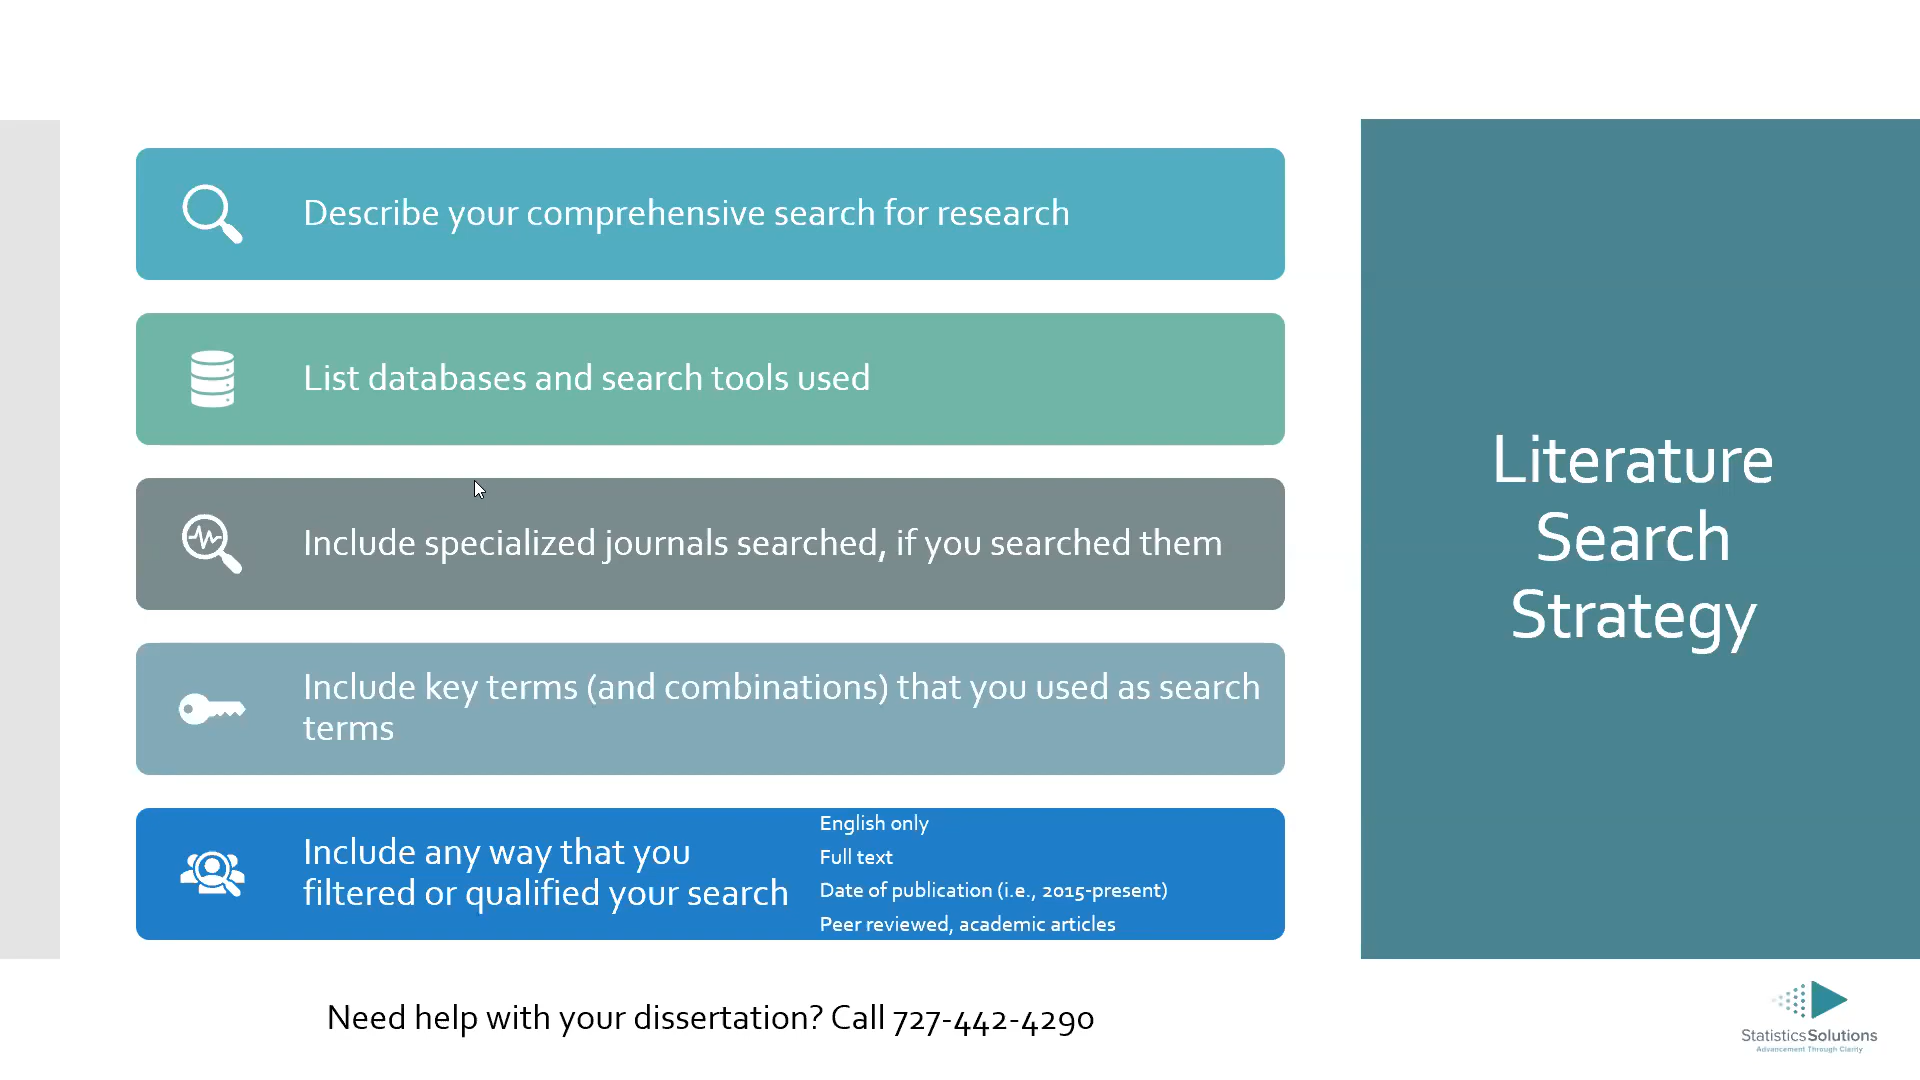 Describe your comprehensive search for research
List databases and search tools used
Include specialized journals searched, if you searched them
Include key terms (and combinations) that you used as search
terms
Include any way that you
filtered or qualified your search
English only
Full text
Date of publication (i.e., 2015-present)
Peer reviewed, academic articles
Literature
Search
Strategy
Need help with your dissertation? Call 727-442-4290
StatisticsSolutions
Advancement Through Clarity